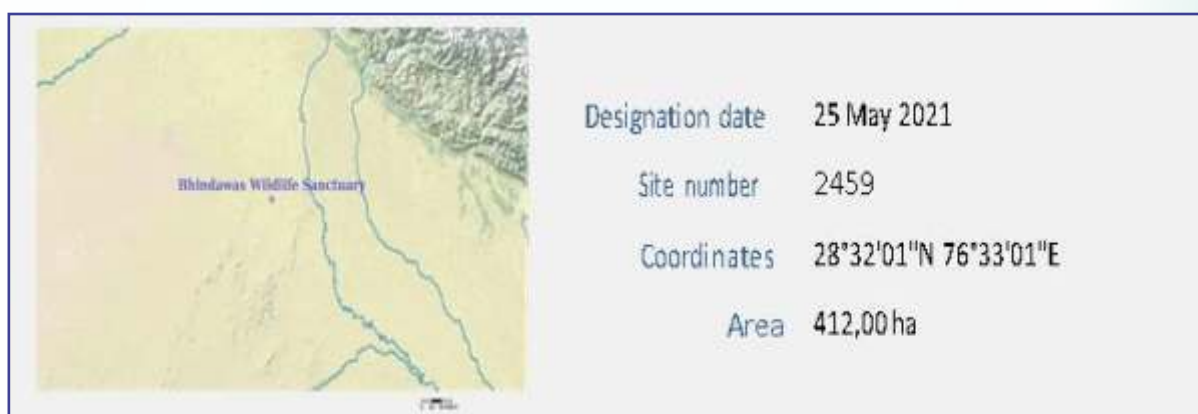 Bhindawas Wildlife Sanctuary
Designation date 25 May 2021
Site number 2459
Coordinates 28°32'01"N 76°33'01"E
Area 412,00 ha